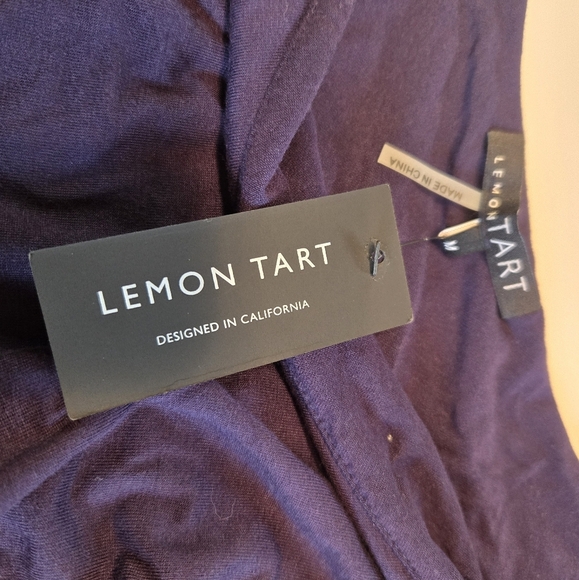 LEMON TART
DESIGNED IN CALIFORNIA
MADE IN CHINA
LEMON
TART
M